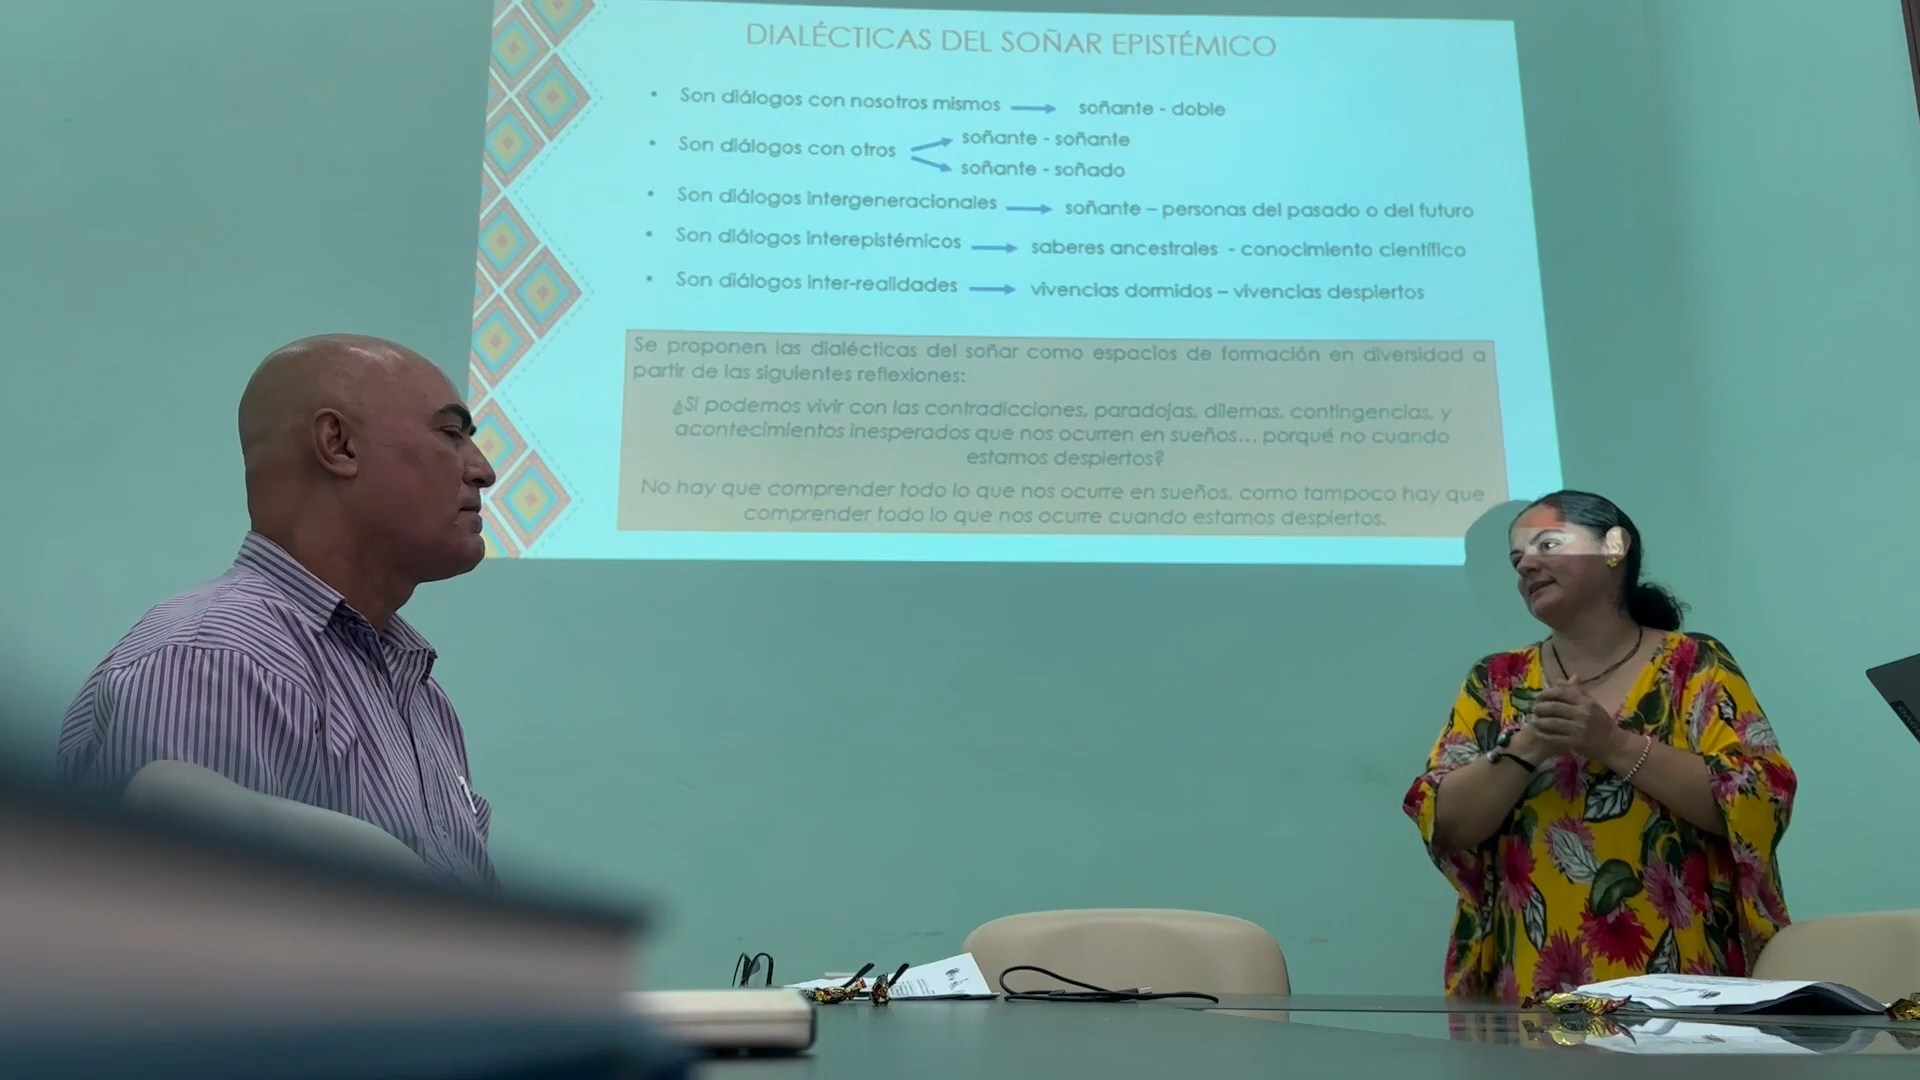 DIALÉCTICAS DEL SOÑAR EPISTÉMICO
• Son diálogos con nosotros mismos → soñante - doble
• Son diálogos con otros → soñante - soñante
→ soñante - soñado
• Son diálogos intergeneracionales → soñante – personas del pasado o del futuro
• Son diálogos interepistémicos → saberes ancestrales - conocimiento científico
• Son diálogos inter-realidades → vivencias dormidos – vivencias despiertos
Se proponen las dialécticas del soñar como espacios de formación en diversidad a
partir de las siguientes reflexiones:
¿Si podemos vivir con las contradicciones, paradojas, dilemas, contingencias, y
acontecimientos inesperados que nos ocurren en sueños... porqué no cuando
estamos despiertos?
No hay que comprender todo lo que nos ocurre en sueños, como tampoco hay que
comprender todo lo que nos ocurre cuando estamos despiertos.